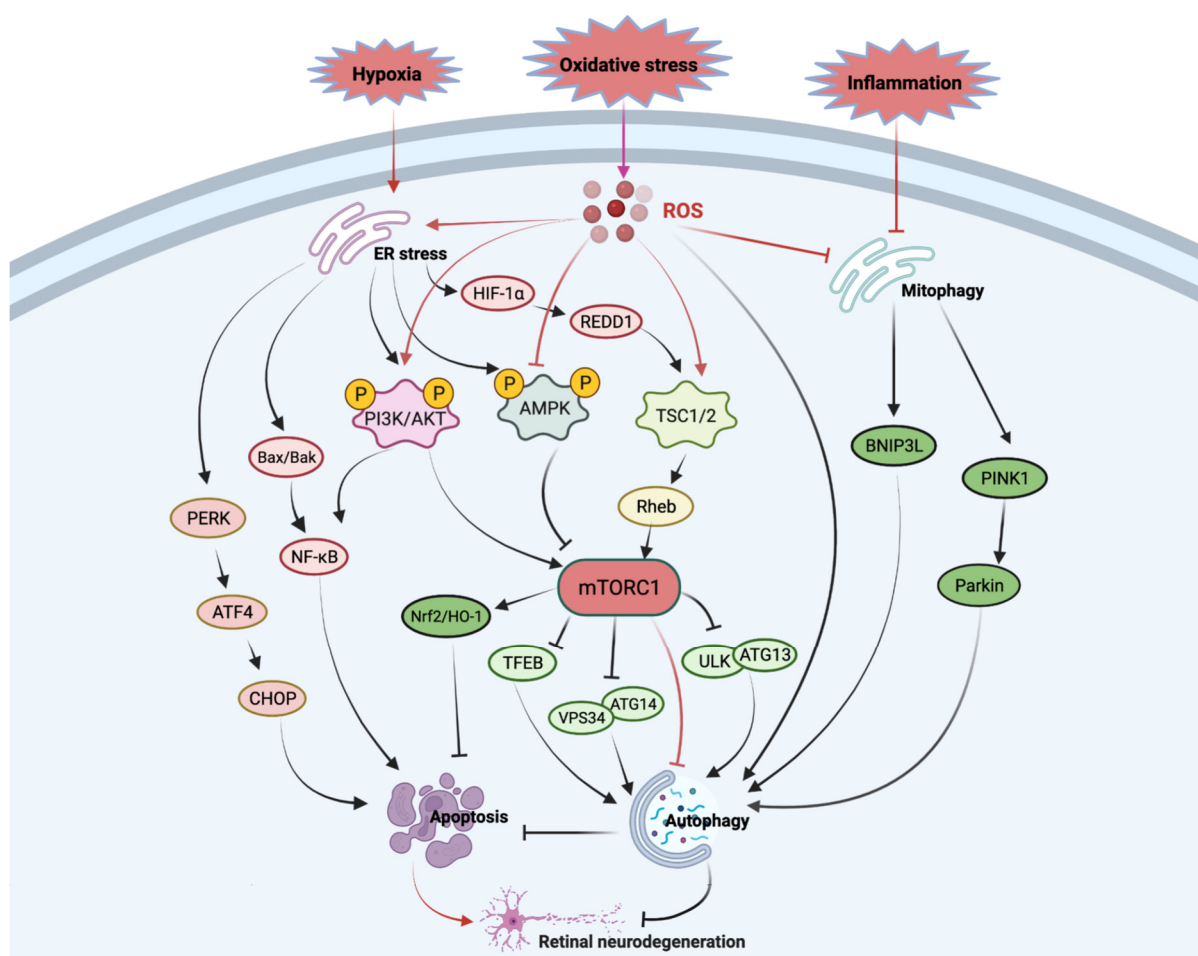 Hypoxia
Oxidative stress
Inflammation
ROS
ER stress
HIF-1α
REDD1
Mitophagy
P
P
PI3K/AKT
P
P
AMPK
TSC1/2
BNIP3L
Bax/Bak
PINK1
PERK
Rheb
NF-κB
mTORC1
Parkin
ATF4
Nrf2/HO-1
TFEB
ULK
ATG13
CHOP
VPS34
ATG14
Apoptosis
Autophagy
Retinal neurodegeneration